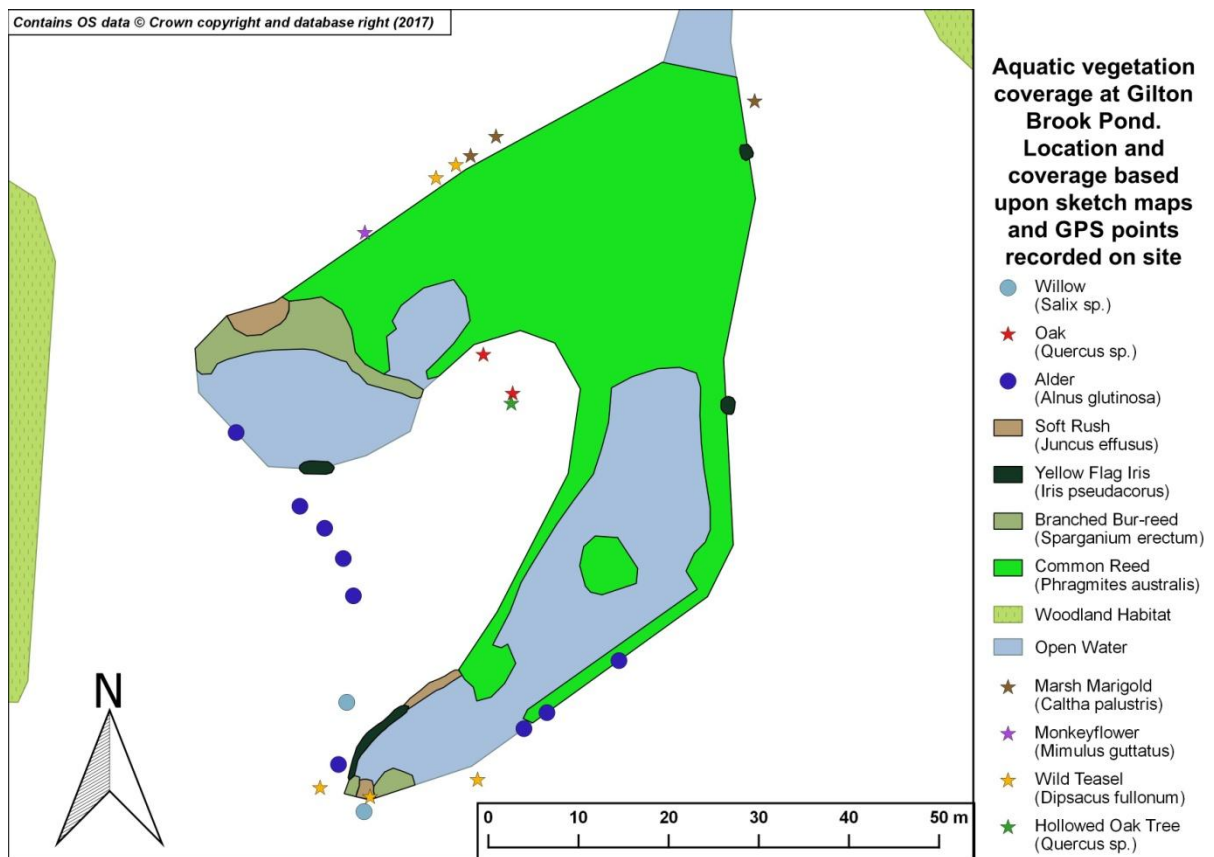 Contains OS data © Crown copyright and database right (2017)
Aquatic vegetation
coverage at Gilton
Brook Pond.
Location and
coverage based
upon sketch maps
and GPS points
recorded on site
Willow
(Salix sp.)
Oak
(Quercus sp.)
Alder
(Alnus glutinosa)
Soft Rush
(Juncus effusus)
Yellow Flag Iris
(Iris pseudacorus)
Branched Bur-reed
(Sparganium erectum)
Common Reed
(Phragmites australis)
Woodland Habitat
Open Water
Marsh Marigold
(Caltha palustris)
Monkeyflower
(Mimulus guttatus)
Wild Teasel
(Dipsacus fullonum)
Hollowed Oak Tree
(Quercus sp.)
N
0 10 20 30 40 50 m